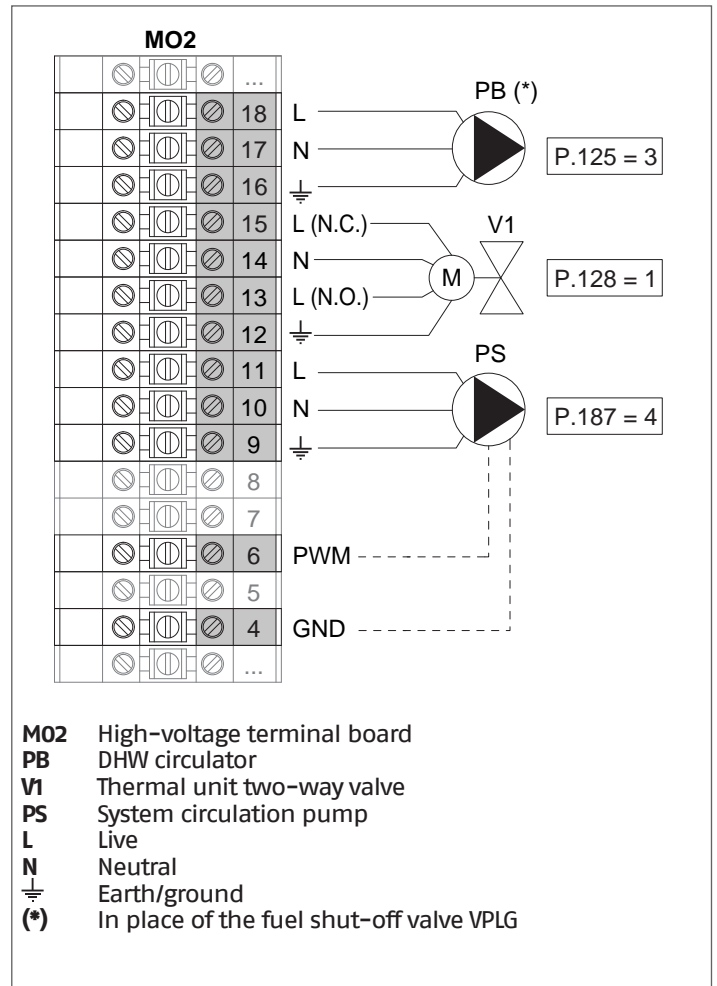 MO2
...
18 L PB (*)
17 N P.125 = 3
16 ⏚
15 L (N.C.) V1
14 N M P.128 = 1
13 L (N.O.)
12 ⏚
11 L PS
10 N P.187 = 4
9 ⏚
8
7
6 PWM
5
4 GND
...
M02 High-voltage terminal board
PB DHW circulator
V1 Thermal unit two-way valve
PS System circulation pump
L Live
N Neutral
⏚ Earth/ground
(*) In place of the fuel shut-off valve VPLG